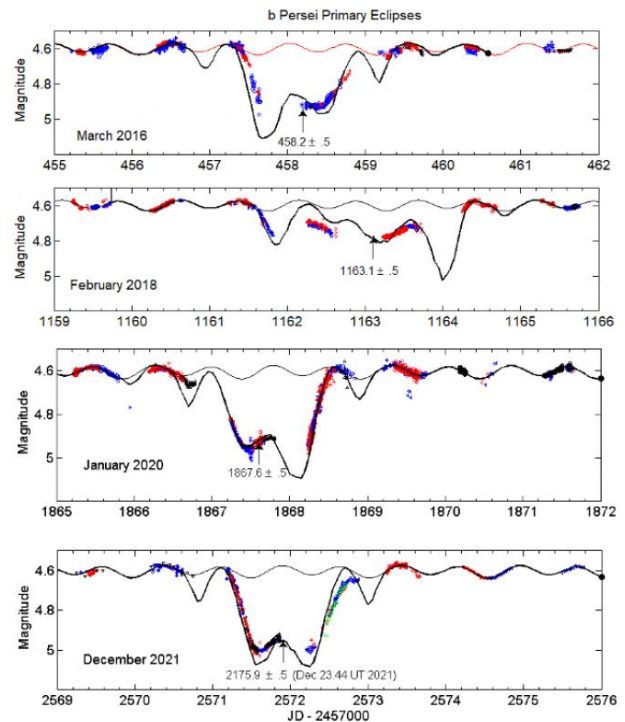 b Persei Primary Eclipses
4.6
4.8
5
Magnitude
March 2016
458.2 ± .5
455 456 457 458 459 460 461 462
4.6
4.8
5
Magnitude
February 2018
1163.1 ± .5
1159 1160 1161 1162 1163 1164 1165 1166
4.6
4.8
5
Magnitude
January 2020
1867.6 ± .5
1865 1866 1867 1868 1869 1870 1871 1872
4.6
4.8
5
Magnitude
December 2021
2175.9 ± .5 (Dec 23.44 UT 2021)
2569 2570 2571 2572 2573 2574 2575 2576
JD - 2457000